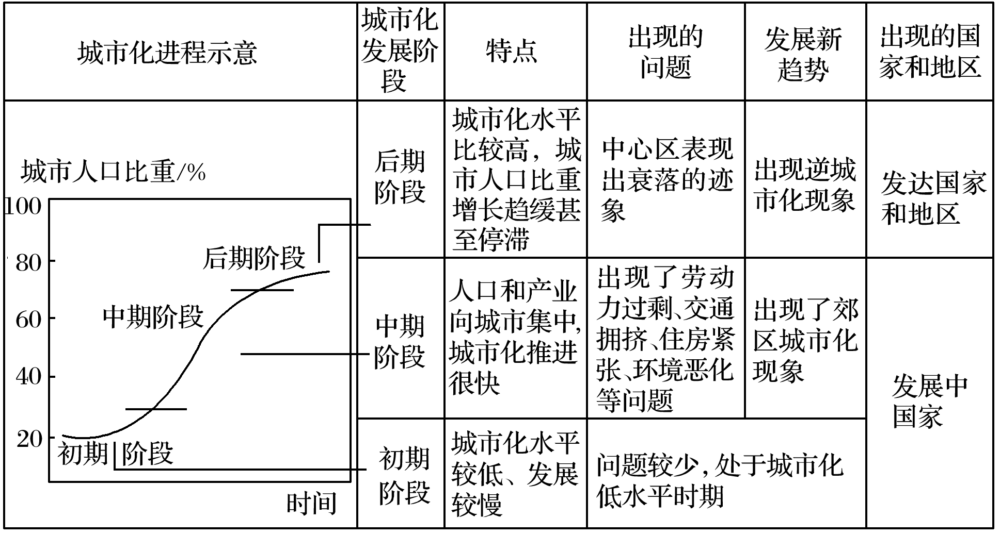 城市化进程示意
城市化
发展阶
段
特点
出现的
问题
发展新
趋势
出现的国
家和地区
城市人口比重/%
100
80
60
40
20
后期阶段
中期阶段
初期 阶段
时间
后期
阶段
城市化水平
比较高，城
市人口比重
增长趋缓甚
至停滞
中心区表现
出衰落的迹
象
出现逆城
市化现象
发达国家
和地区
中期
阶段
人口和产业
向城市集中,
城市化推进
很快
出现了劳动
力过剩、交通
拥挤、住房紧
张、环境恶化
等问题
出现了郊
区城市化
现象
发展中
国家
初期
阶段
城市化水平
较低、发展
较慢
问题较少,处于城市化
低水平时期